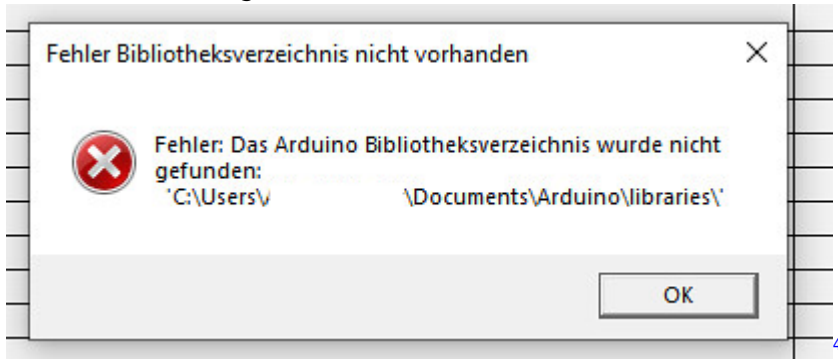 Fehler Bibliotheksverzeichnis nicht vorhanden
Fehler: Das Arduino Bibliotheksverzeichnis wurde nicht
gefunden:
'C:\Users\ \Documents\Arduino\libraries\'
OK